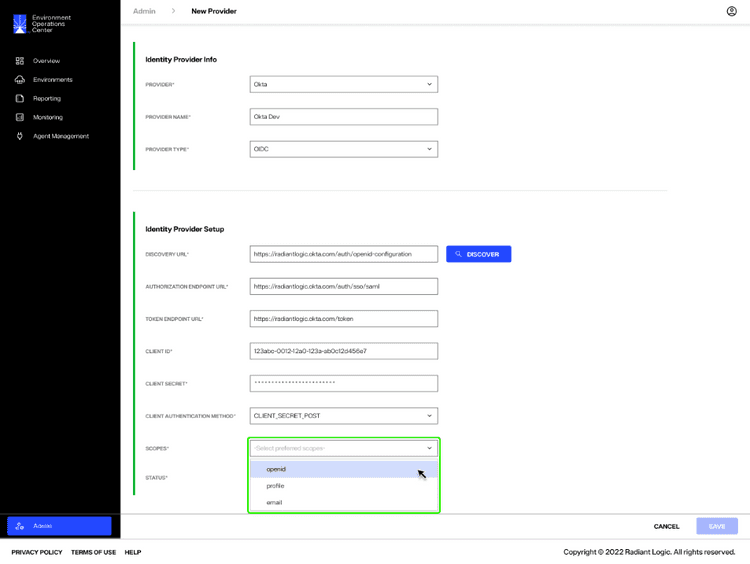 Environment
Operations
Center
Admin > New Provider
Overview
Environments
Reporting
Monitoring
Agent Management
Identity Provider Info
PROVIDER* Okta
PROVIDER NAME* Okta Dev
PROVIDER TYPE* OIDC
Identity Provider Setup
DISCOVERY URL* https://radiantlogic.okta.com/auth/openid-configuration DISCOVER
AUTHORIZATION ENDPOINT URL* https://radiantlogic.okta.com/auth/sso/saml
TOKEN ENDPOINT URL* https://radiantlogic.okta.com/token
CLIENT ID* 123abc-0012-12a0-123a-ab0c12d456e7
CLIENT SECRET* ************************
CLIENT AUTHENTICATION METHOD* CLIENT_SECRET_POST
SCOPES* -Select preferred scopes-
openid
STATUS*
profile
email
Admin
CANCEL SAVE
PRIVACY POLICY TERMS OF USE HELP Copyright © 2022 Radiant Logic. All rights reserved.